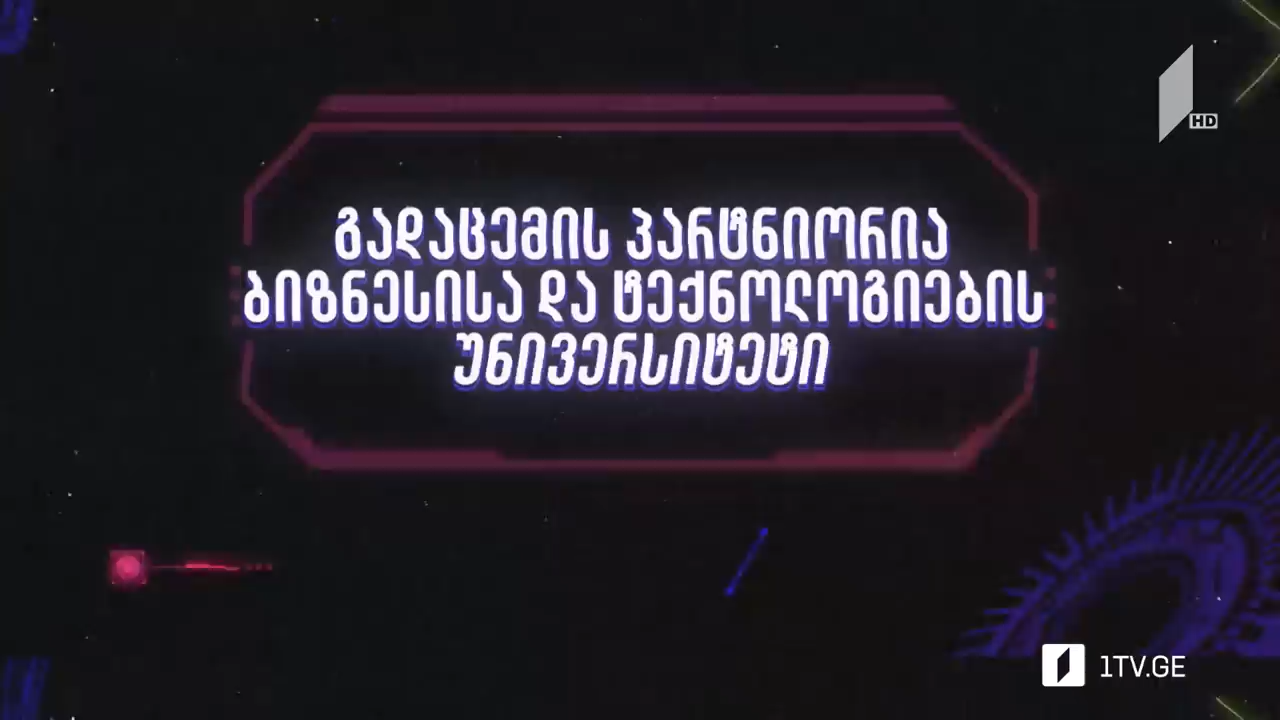 HD
გადაცემის პარტნიორია
ბიზნესისა და ტექნოლოგიების
უნივერსიტეტი
1TV.GE